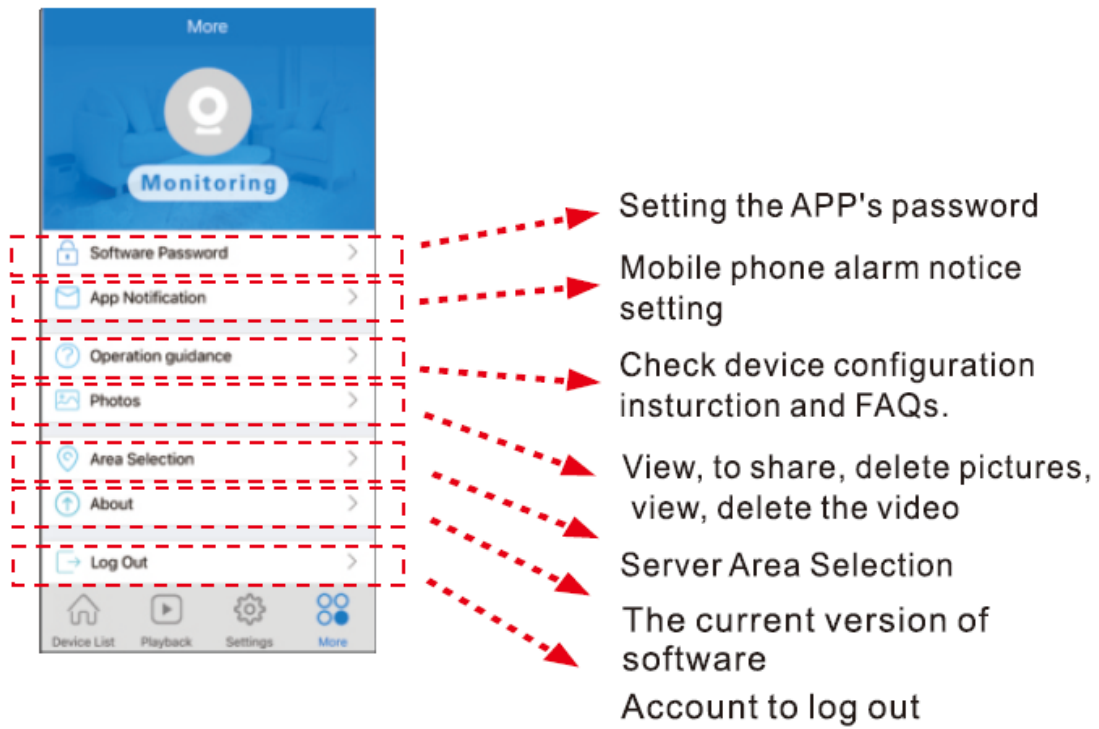 More
Monitoring
Software Password
App Notification
Operation guidance
Photos
Area Selection
About
Log Out
Device List
Playback
Settings
More
Setting the APP's password
Mobile phone alarm notice
setting
Check device configuration
insturction and FAQs.
View, to share, delete pictures,
view, delete the video
Server Area Selection
The current version of
software
Account to log out